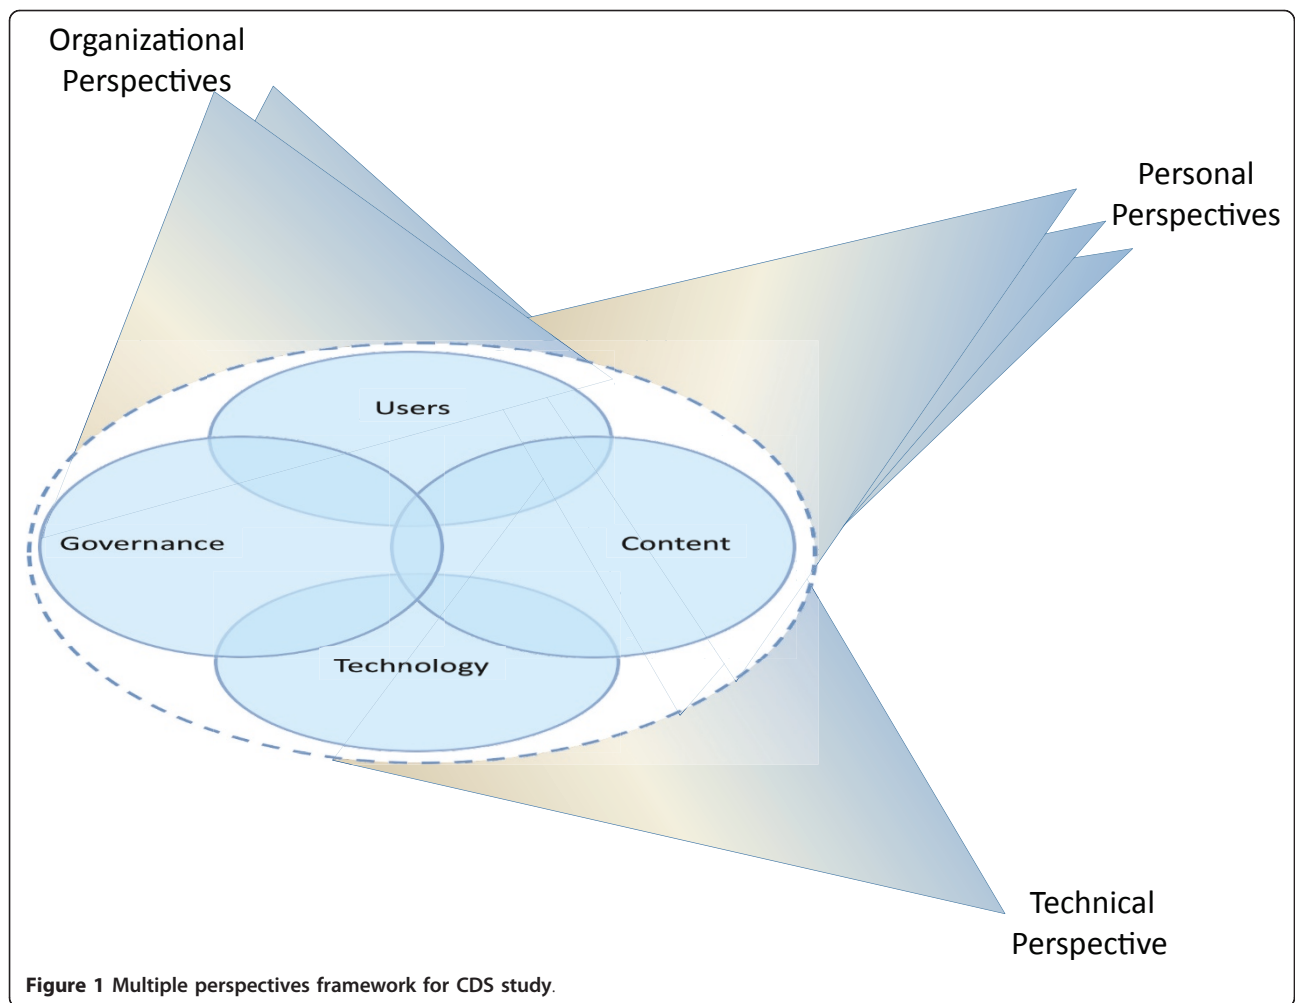 Organizational
Perspectives
Personal
Perspectives
Users
Governance
Content
Technology
Technical
Perspective
Figure 1 Multiple perspectives framework for CDS study.